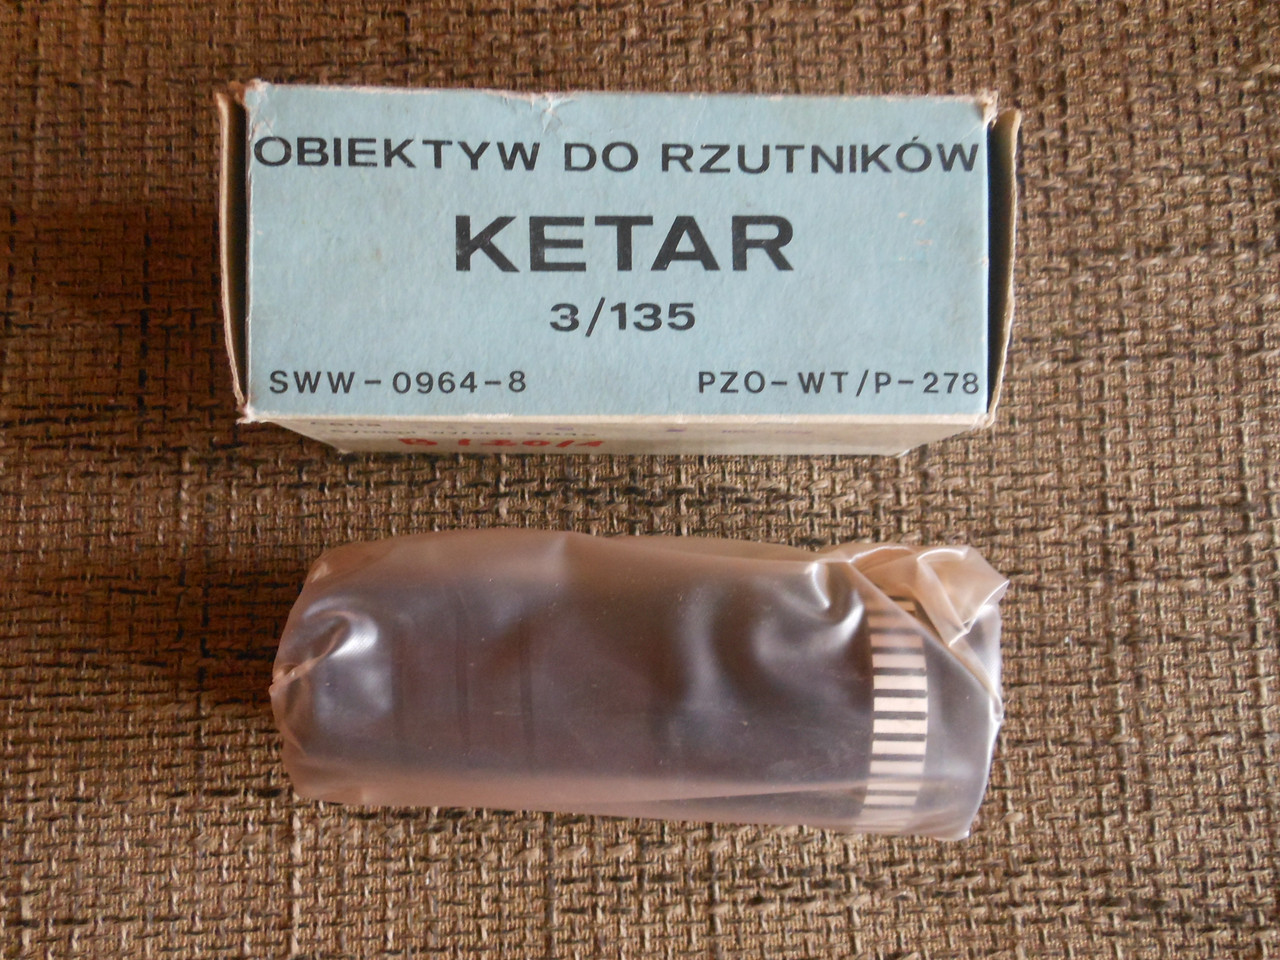 OBIEKTYW DO RZUTNIKÓW
KETAR
3/135
SWW-0964-8 PZO-WT/P-278